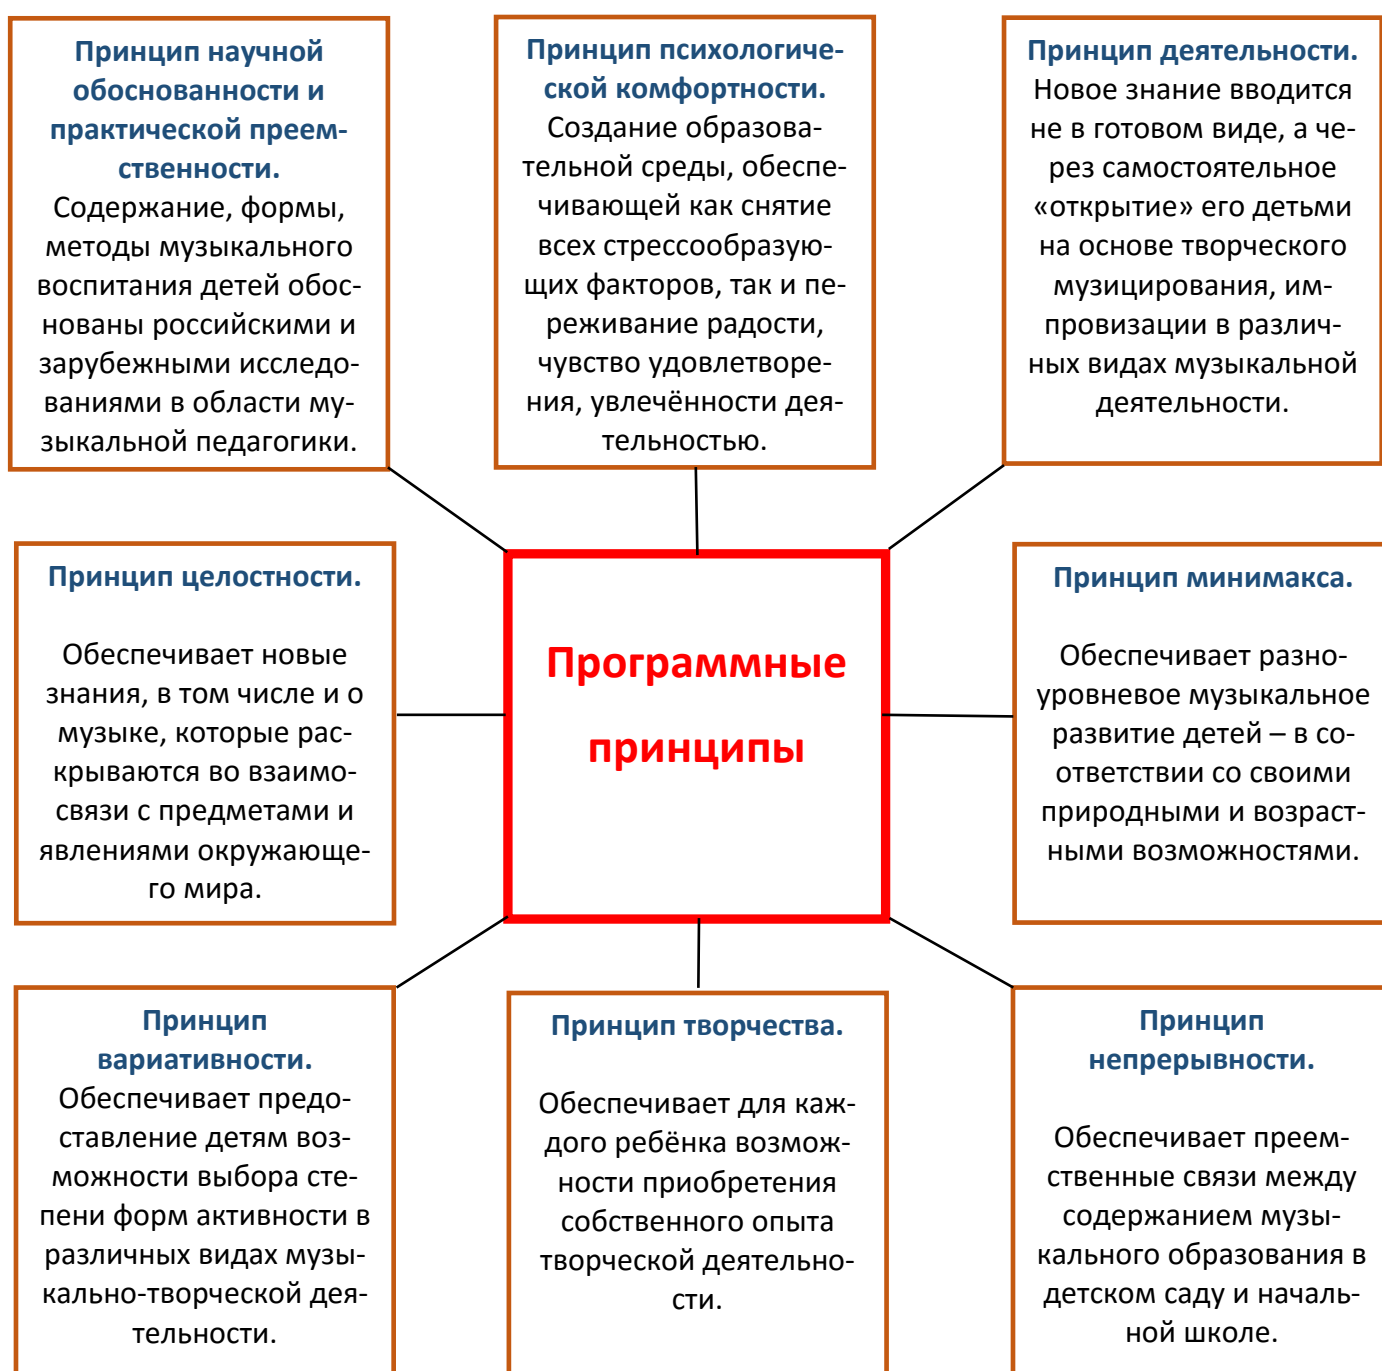 Принцип научной
обоснованности и
практической преем-
ственности.
Содержание, формы,
методы музыкального
воспитания детей обос-
нованы российскими и
зарубежными исследо-
ваниями в области му-
зыкальной педагогики.
Принцип психологиче-
ской комфортности.
Создание образова-
тельной среды, обеспе-
чивающей как снятие
всех стрессообразую-
щих факторов, так и пе-
реживание радости,
чувство удовлетворе-
ния, увлечённости дея-
тельностью.
Принцип деятельности.
Новое знание вводится
не в готовом виде, а че-
рез самостоятельное
«открытие» его детьми
на основе творческого
музицирования, им-
провизации в различ-
ных видах музыкальной
деятельности.
Принцип целостности.
Обеспечивает новые
знания, в том числе и о
музыке, которые рас-
крываются во взаимо-
связи с предметами и
явлениями окружающе-
го мира.
Программные
принципы
Принцип минимакса.
Обеспечивает разно-
уровневое музыкальное
развитие детей – в со-
ответствии со своими
природными и возраст-
ными возможностями.
Принцип
вариативности.
Обеспечивает предо-
ставление детям воз-
можности выбора сте-
пени форм активности в
различных видах музы-
кально-творческой дея-
тельности.
Принцип творчества.
Обеспечивает для каж-
дого ребёнка возмож-
ности приобретения
собственного опыта
творческой деятельно-
сти.
Принцип
непрерывности.
Обеспечивает преем-
ственные связи между
содержанием музы-
кального образования в
детском саду и началь-
ной школе.